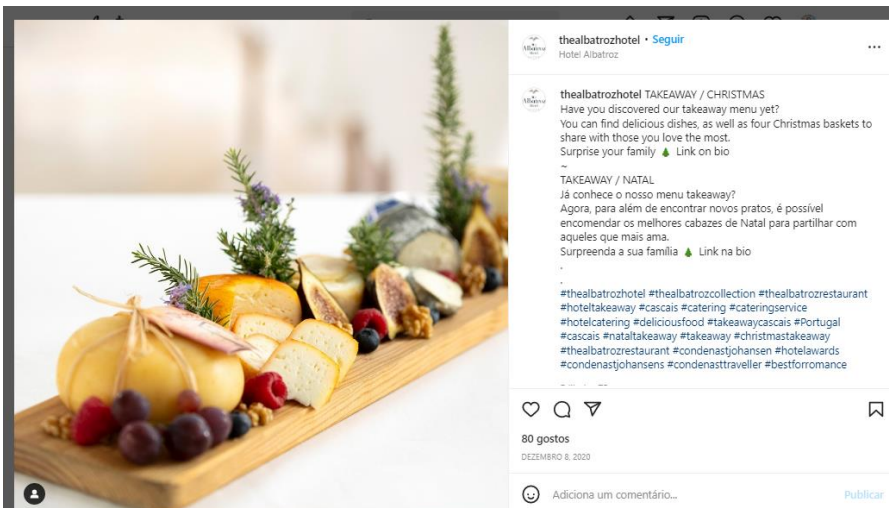 thealbatrozhotel • Seguir
Hotel Albatroz
thealbatrozhotel TAKEAWAY / CHRISTMAS
Have you discovered our takeaway menu yet?
You can find delicious dishes, as well as four Christmas baskets to
share with those you love the most.
Surprise your family 🌲 Link on bio
~
TAKEAWAY / NATAL
Já conhece o nosso menu takeaway?
Agora, para além de encontrar novos pratos, é possível
encomendar os melhores cabazes de Natal para partilhar com
aqueles que mais ama.
Surpreenda a sua família 🌲 Link na bio
.
.
#thealbatrozhotel #thealbatrozcollection #thealbatrozrestaurant
#hoteltakeaway #cascais #catering #cateringservice
#hotelcatering #deliciousfood #takeawaycascais #Portugal
#cascais #nataltakeaway #takeaway #christmastakeaway
#thealbatrozrestaurant #condenastjohansen #hotelawards
#condenastjohansens #condenasttraveller #bestforromance
80 gostos
DEZEMBRO 8, 2020
Adiciona um comentário...
Publicar